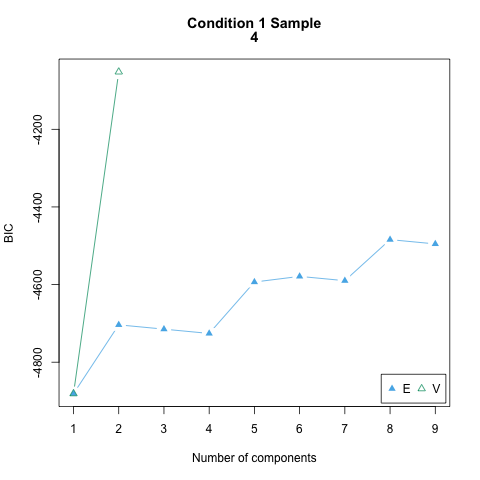 Condition 1 Sample
4
BIC
-4200
-4400
-4600
-4800
E V
1 2 3 4 5 6 7 8 9
Number of components